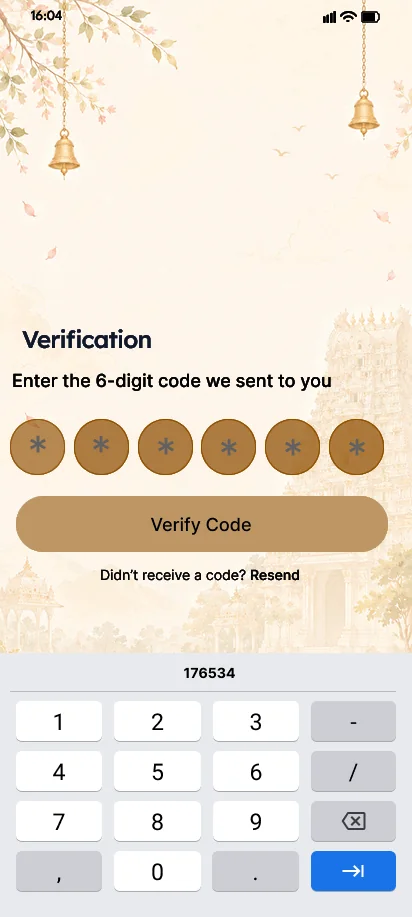 16:04
Verification
Enter the 6-digit code we sent to you
* * * * * *
Verify Code
Didn't receive a code? Resend
176534
1 2 3 -
4 5 6 /
7 8 9
, 0 .